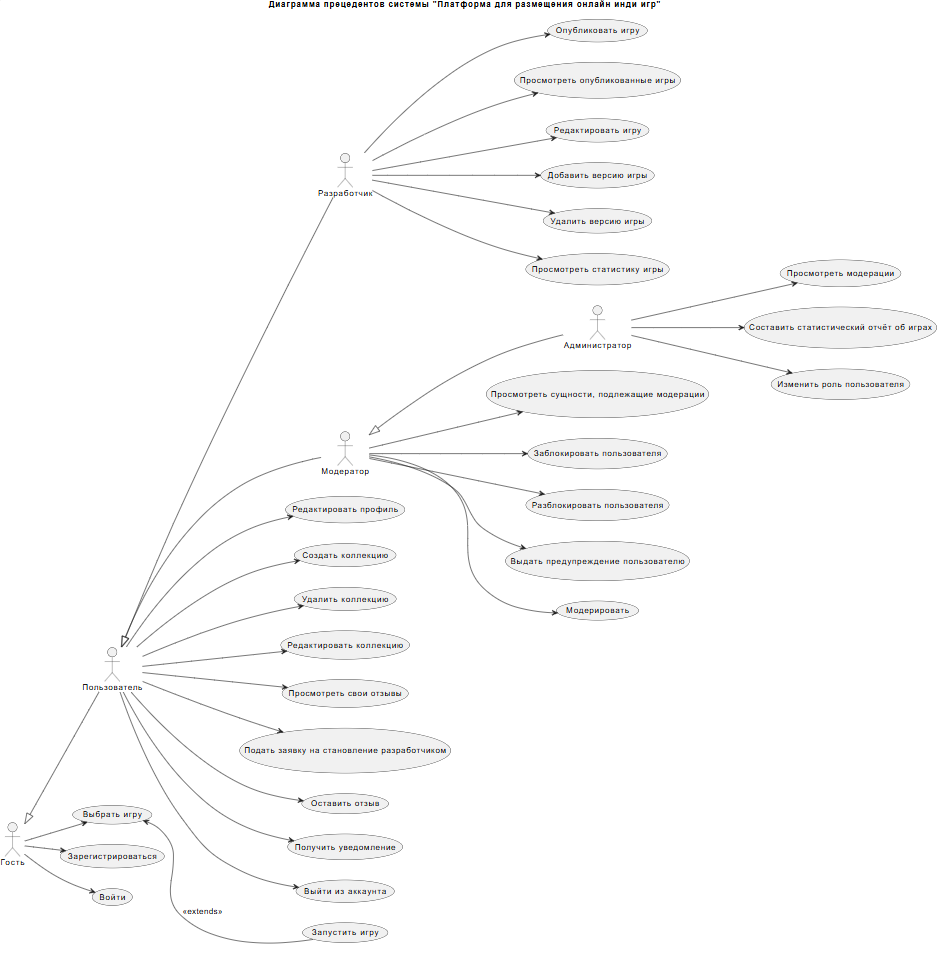 Диаграмма прецедентов системы "Платформа для размещения онлайн инди игр"
Опубликовать игру
Просмотреть опубликованные игры
Редактировать игру
Разработчик
Добавить версию игры
Удалить версию игры
Просмотреть статистику игры
Просмотреть модерации
Администратор
Составить статистический отчёт об играх
Изменить роль пользователя
Просмотреть сущности, подлежащие модерации
Модератор
Заблокировать пользователя
Разблокировать пользователя
Редактировать профиль
Создать коллекцию
Выдать предупреждение пользователю
Удалить коллекцию
Модерировать
Редактировать коллекцию
Пользователь
Просмотреть свои отзывы
Подать заявку на становление разработчиком
Оставить отзыв
Выбрать игру
Получить уведомление
Гость
Зарегистрироваться
Выйти из аккаунта
Войти
«extends»
Запустить игру